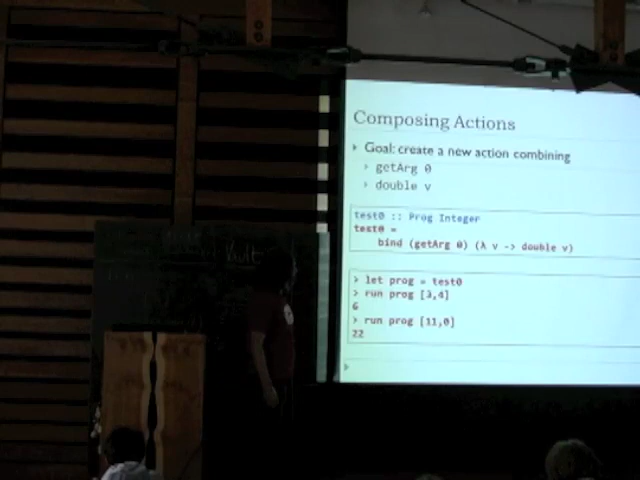 Composing Actions
Goal: create a new action combining
getArg 0
double v
test0 :: Prog Integer
test0 =
bind (getArg 0) (λ v -> double v)
> let prog = test0
> run prog [3,4]
6
> run prog [11,0]
22